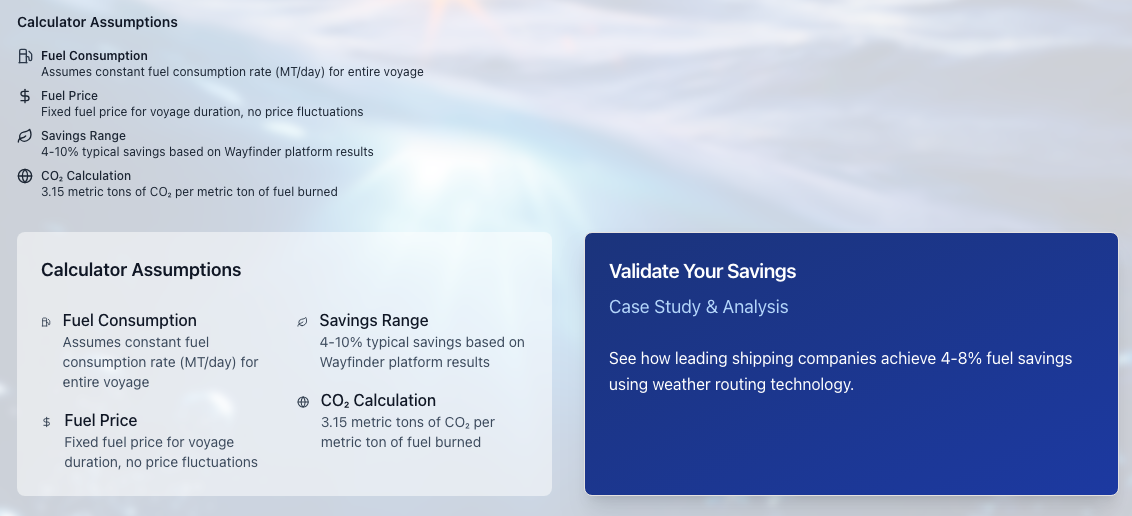 Calculator Assumptions
Fuel Consumption
Assumes constant fuel consumption rate (MT/day) for entire voyage
Fuel Price
Fixed fuel price for voyage duration, no price fluctuations
Savings Range
4-10% typical savings based on Wayfinder platform results
CO₂ Calculation
3.15 metric tons of CO₂ per metric ton of fuel burned
Calculator Assumptions
Fuel Consumption
Assumes constant fuel
consumption rate (MT/day) for
entire voyage
Fuel Price
Fixed fuel price for voyage
duration, no price fluctuations
Savings Range
4-10% typical savings based on
Wayfinder platform results
CO₂ Calculation
3.15 metric tons of CO₂ per
metric ton of fuel burned
Validate Your Savings
Case Study & Analysis
See how leading shipping companies achieve 4-8% fuel savings
using weather routing technology.